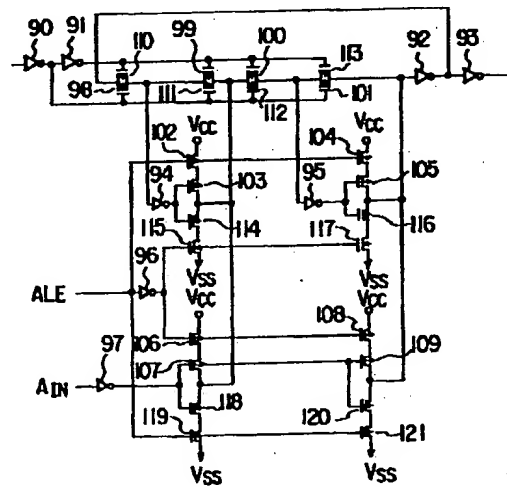 90 91 110 99 100 113 92 93
98 111 112 101
102 VCC 104 VCC
94 103 95 105
115 114 117 116
96 VSS VSS
ALE VCC VCC
106 108
97 107 109
AIN 118 120
119 121
VSS VSS